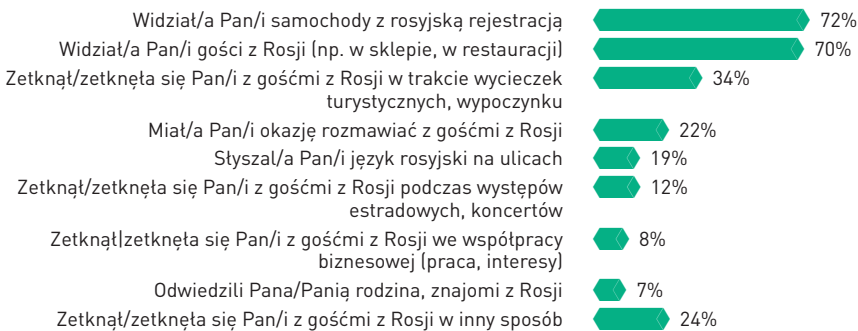 Widział/a Pan/i samochody z rosyjską rejestracją 72%
Widział/a Pan/i gości z Rosji (np. w sklepie, w restauracji) 70%
Zetknął/zetknęła się Pan/i z gośćmi z Rosji w trakcie wycieczek 34%
turystycznych, wypoczynku
Miał/a Pan/i okazję rozmawiać z gośćmi z Rosji 22%
Słyszal/a Pan/i język rosyjski na ulicach 19%
Zetknął/zetknęła się Pan/i z gośćmi z Rosji podczas występów 12%
estradowych, koncertów
Zetknął|zetknęła się Pan/i z gośćmi z Rosji we współpracy 8%
biznesowej (praca, interesy)
Odwiedzili Pana/Panią rodzina, znajomi z Rosji 7%
Zetknął/zetknęła się Pan/i z gośćmi z Rosji w inny sposób 24%